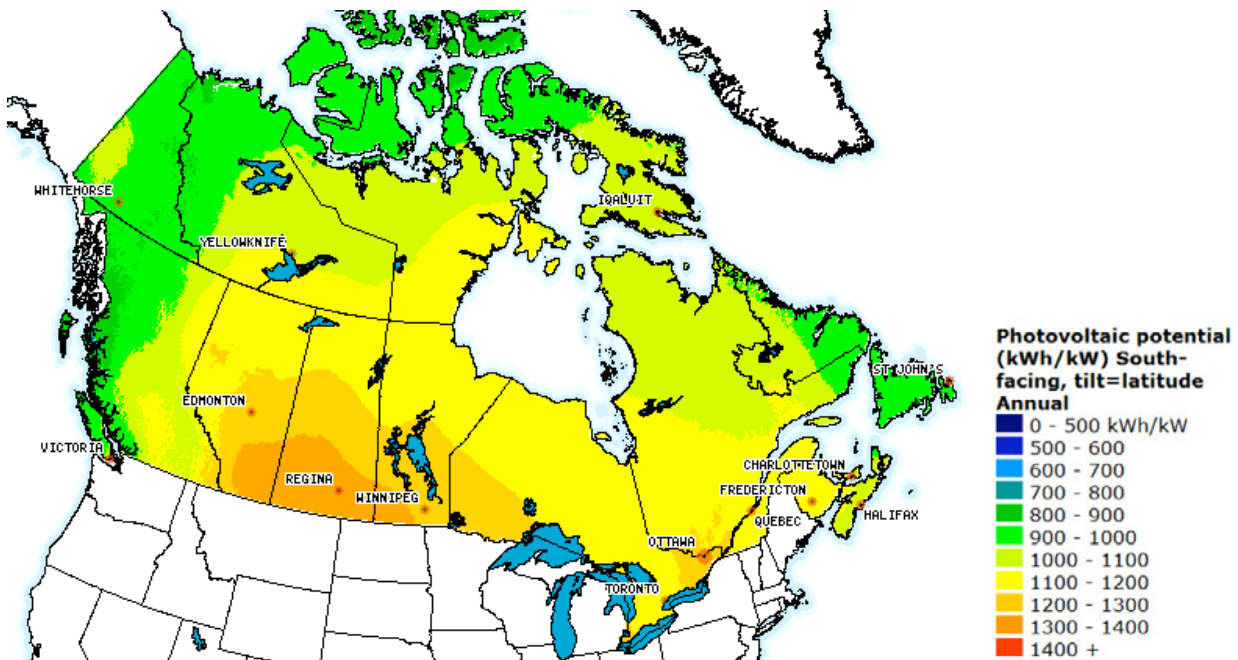 WHITEHORSE
IQALUIT
YELLOWKNIFE
ST JOHN'S
EDMONTON
VICTORIA
CHARLOTTETOWN
REGINA
FREDERICTON
WINNIPEG
HALIFAX
QUEBEC
OTTAWA
TORONTO
Photovoltaic potential
(kWh/kW) South-
facing, tilt=latitude
Annual
0 - 500 kWh/kW
500 - 600
600 - 700
700 - 800
800 - 900
900 - 1000
1000 - 1100
1100 - 1200
1200 - 1300
1300 - 1400
1400 +